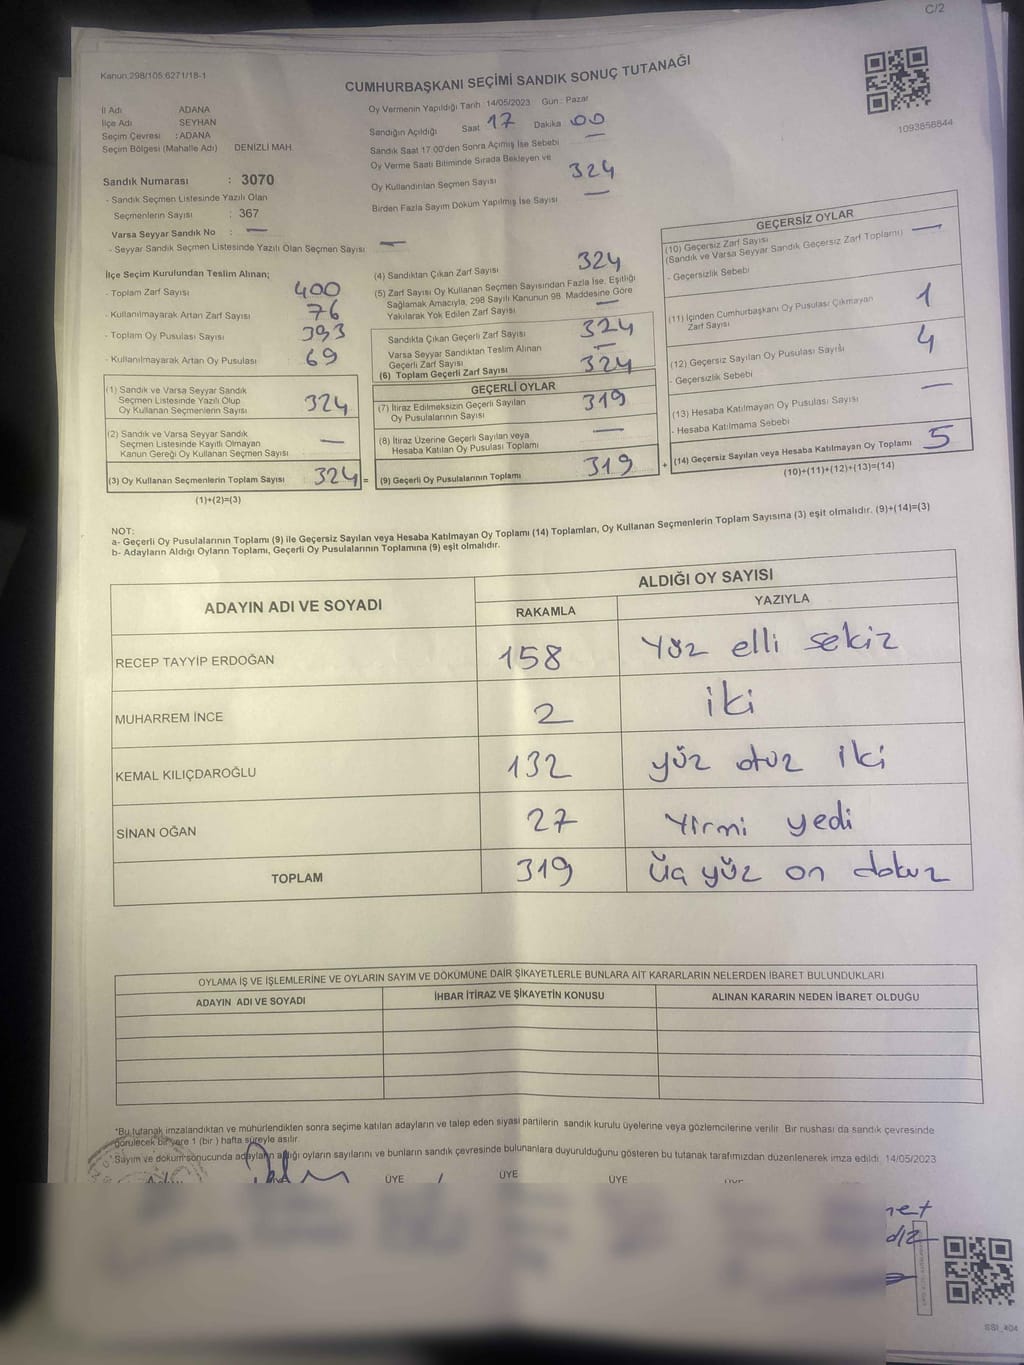 C/2
Kanun:298/105 6271/18-1
CUMHURBAŞKANI SEÇİMİ SANDIK SONUÇ TUTANAĞI
1093858844
İl Adı ADANA
İlçe Adı SEYHAN
Seçim Çevresi : ADANA
Seçim Bölgesi (Mahalle Adı) DENİZLİ MAH.
Sandık Numarası : 3070
- Sandık Seçmen Listesinde Yazılı Olan
Seçmenlerin Sayısı : 367
Varsa Seyyar Sandık No : —
- Seyyar Sandık Listesinde Yazılı Olan Seçmen Sayısı —
Oy Vermenin Yapıldığı Tarih 14/05/2023 Gün : Pazar
Sandığın Açıldığı Saat 17 Dakika 00
Sandık Saat 17:00'den Sonra Açımış İse Sebebi —
Oy Verme Saati Bitiminde Sırada Bekleyen ve
Oy Kullandırılan Seçmen Sayısı 324
Birden Fazla Sayım Döküm Yapılmış İse Sayısı —
İlçe Seçim Kurulundan Teslim Alınan;
- Toplam Zarf Sayısı 400
- Kullanılmayarak Artan Zarf Sayısı 76
- Toplam Oy Pusulası Sayısı 393
- Kullanılmayarak Artan Oy Pusulası 69
(1) Sandık ve Varsa Seyyar Sandık
Seçmen Listesinde Yazılı Olup
Oy Kullanan Seçmenlerin Sayısı 324
(2) Sandık ve Varsa Seyyar Sandık
Seçmen Listesinde Kayıtlı Olmayan
Kanun Gereği Oy Kullanan Seçmen Sayısı —
(3) Oy Kullanan Seçmenlerin Toplam Sayısı 324 =
(1)+(2)=(3)
(4) Sandıktan Çıkan Zarf Sayısı 324
(5) Zarf Sayısı Oy Kullanan Seçmen Sayısından Fazla İse, Eşitliği
Sağlamak Amacıyla, 298 Sayılı Kanunun 98. Maddesine Göre
Yakılarak Yok Edilen Zarf Sayısı —
Sandıkta Çıkan Geçerli Zarf Sayısı 324
Varsa Seyyar Sandıktan Teslim Alınan
Geçerli Zarf Sayısı —
(6) Toplam Geçerli Zarf Sayısı 324
GEÇERLİ OYLAR
(7) İtiraz Edilmeksizin Geçerli Sayılan
Oy Pusulalarının Sayısı 319
(8) İtiraz Üzerine Geçerli Sayılan veya
Hesaba Katılan Oy Pusulası Toplamı —
(9) Geçerli Oy Pusulalarının Toplamı 319 +
GEÇERSİZ OYLAR
(10) Geçersiz Zarf Sayısı
(Sandık ve Varsa Seyyar Sandık Geçersiz Zarf Toplamı) —
- Geçersizlik Sebebi
(11) İçinden Cumhurbaşkanı Oy Pusulası Çıkmayan
Zarf Sayısı 1
(12) Geçersiz Sayılan Oy Pusulası Sayısı 4
- Geçersizlik Sebebi
(13) Hesaba Katılmayan Oy Pusulası Sayısı —
- Hesaba Katılmama Sebebi
(14) Geçersiz Sayılan veya Hesaba Katılmayan Oy Toplamı 5
(10)+(11)+(12)+(13)=(14)
NOT:
a- Geçerli Oy Pusulalarının Toplamı (9) ile Geçersiz Sayılan veya Hesaba Katılmayan Oy Toplamı (14) Toplamları, Oy Kullanan Seçmenlerin Toplam Sayısına (3) eşit olmalıdır. (9)+(14)=(3)
b- Adayların Aldığı Oyların Toplamı, Geçerli Oy Pusulalarının Toplamına (9) eşit olmalıdır.
ADAYIN ADI VE SOYADI ALDIĞI OY SAYISI
RAKAMLA YAZIYLA
RECEP TAYYİP ERDOĞAN 158 Yüz elli sekiz
MUHARREM İNCE 2 iki
KEMAL KILIÇDAROĞLU 132 yüz otuz iki
SİNAN OĞAN 27 Yirmi yedi
TOPLAM 319 Üç yüz on dokuz
OYLAMA İŞ VE İŞLEMLERİNE VE OYLARIN SAYIM VE DÖKÜMÜNE DAİR ŞİKAYETLERLE BUNLARA AİT KARARLARIN NELERDEN İBARET BULUNDUKLARI
ADAYIN ADI VE SOYADI İHBAR İTİRAZ VE ŞİKAYETİN KONUSU ALINAN KARARIN NEDEN İBARET OLDUĞU
*Bu tutanak imzalandıktan ve mühürlendikten sonra seçime katılan adayların ve talep eden siyasi partilerin sandık kurulu üyelerine veya gözlemcilerine verilir. Bir nushası da sandık çevresinde
görülecek bir yere 1 (bir) hafta süreyle asılır.
* Sayım ve döküm sonucunda adayların aldığı oyların sayılarını ve bunların sandık çevresinde bulunanlara duyurulduğunu gösteren bu tutanak tarafımızdan düzenlenerek imza edildi. 14/05/2023
ÜYE ÜYE ÜYE
SSI_404